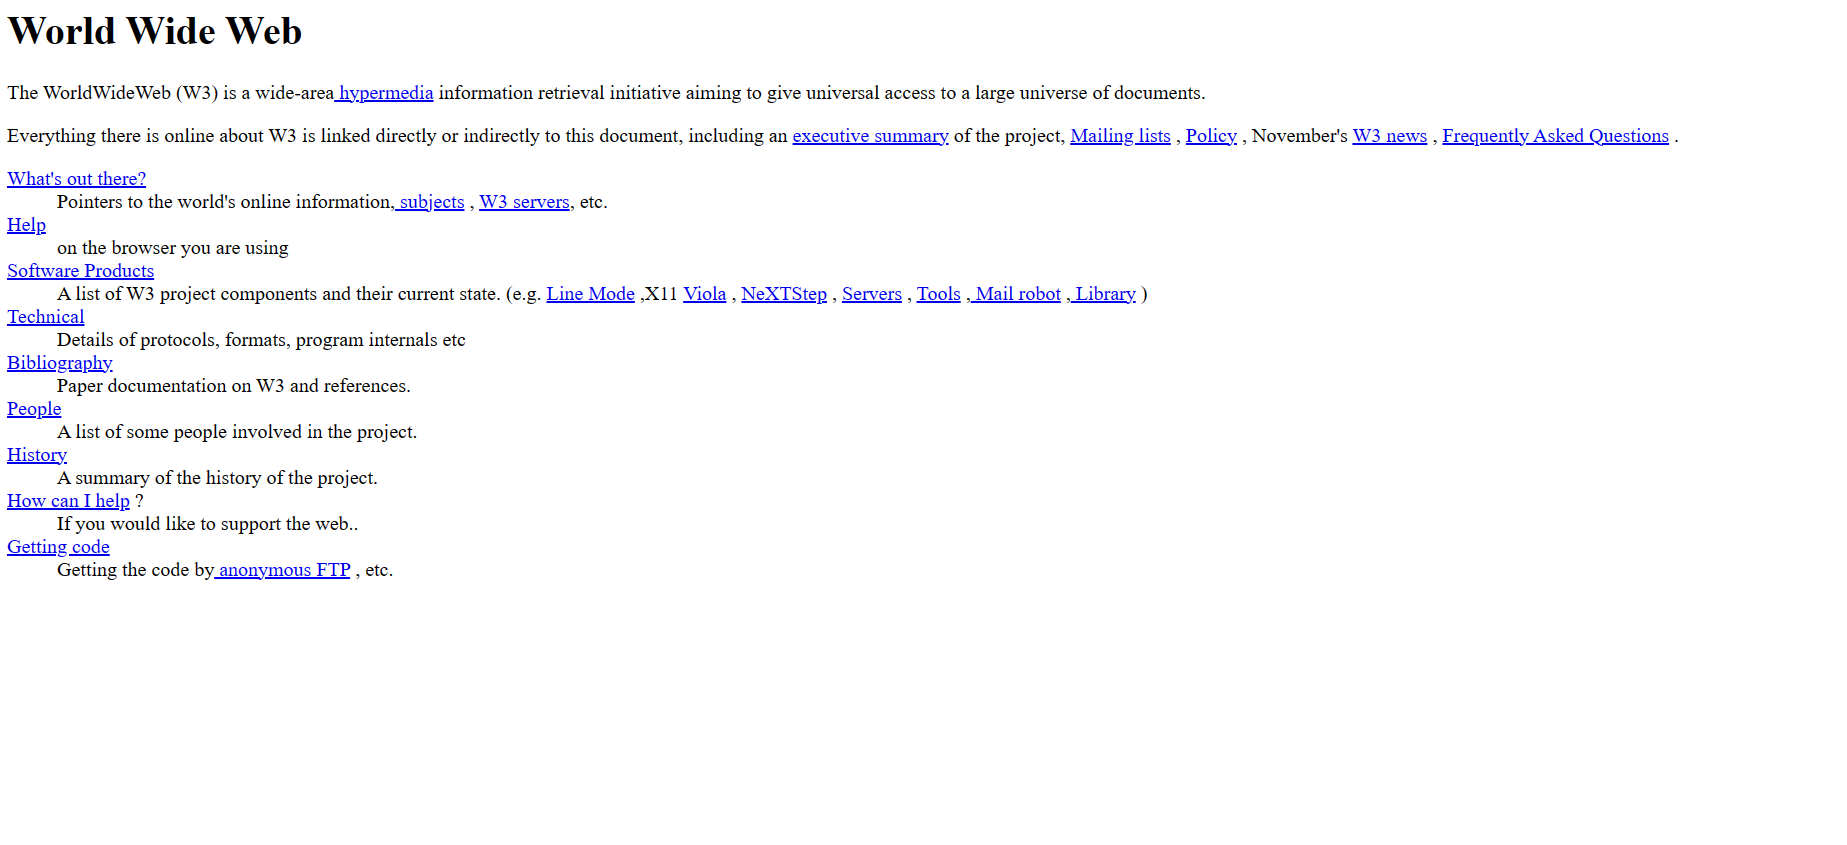 World Wide Web
The WorldWideWeb (W3) is a wide-area hypermedia information retrieval initiative aiming to give universal access to a large universe of documents.
Everything there is online about W3 is linked directly or indirectly to this document, including an executive summary of the project, Mailing lists , Policy , November's W3 news , Frequently Asked Questions .
What's out there?
Pointers to the world's online information, subjects , W3 servers, etc.
Help
on the browser you are using
Software Products
A list of W3 project components and their current state. (e.g. Line Mode ,X11 Viola , NeXTStep , Servers , Tools , Mail robot , Library )
Technical
Details of protocols, formats, program internals etc
Bibliography
Paper documentation on W3 and references.
People
A list of some people involved in the project.
History
A summary of the history of the project.
How can I help ?
If you would like to support the web..
Getting code
Getting the code by anonymous FTP , etc.